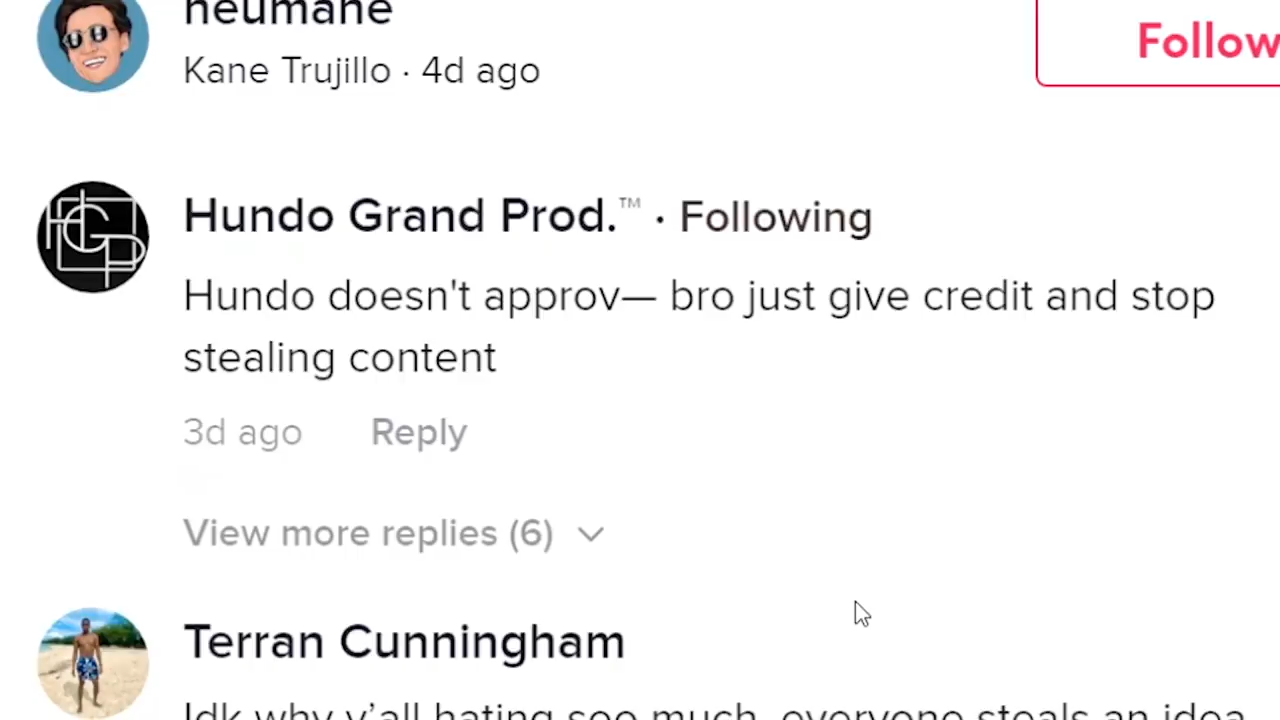 neumane
Kane Trujillo · 4d ago
Follow
Hundo Grand Prod.™ · Following
Hundo doesn't approv— bro just give credit and stop
stealing content
3d ago Reply
View more replies (6)
Terran Cunningham
Idk why y'all hating soo much, everyone steals an idea